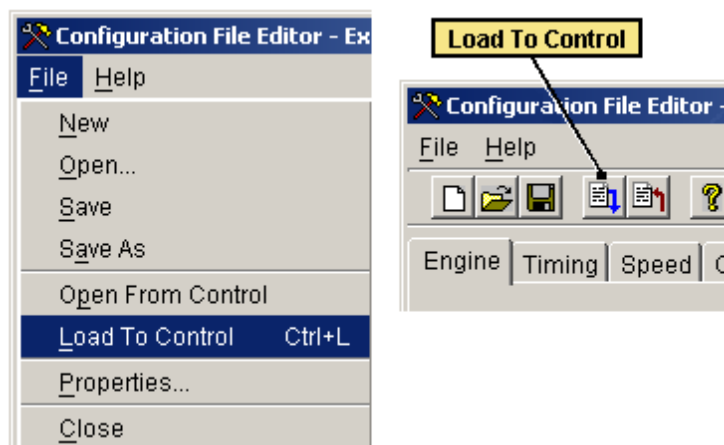 Configuration File Editor - Ex
File Help
New
Open...
Save
Save As
Open From Control
Load To Control Ctrl+L
Properties...
Close
Load To Control
Configuration File Editor -
File Help
Engine Timing Speed